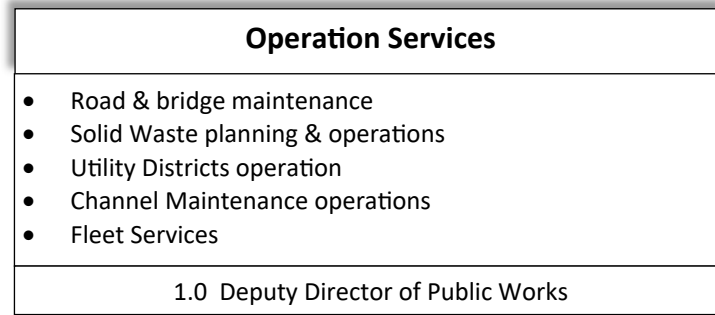 Operation Services
• Road & bridge maintenance
• Solid Waste planning & operations
• Utility Districts operation
• Channel Maintenance operations
• Fleet Services
1.0 Deputy Director of Public Works